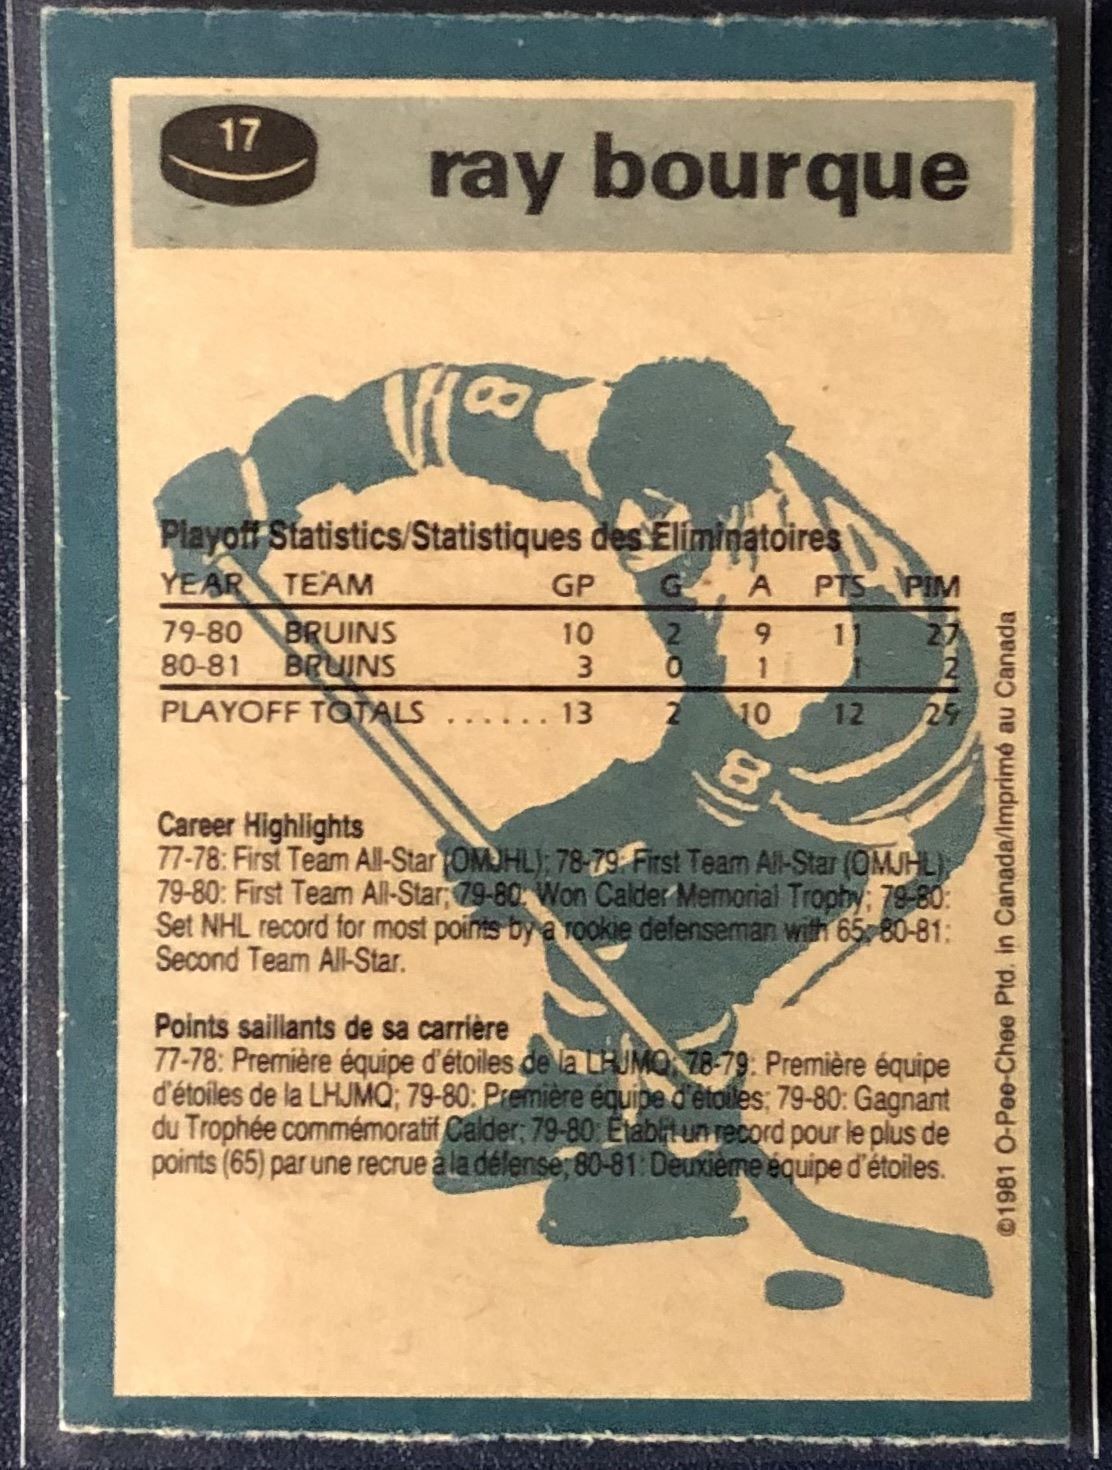 17
ray bourque
8
Playoff Statistics/Statistiques des Eliminatoires
YEAR TEAM GP G A PTS PIM
79-80 BRUINS 10 2 9 11 27
80-81 BRUINS 3 0 1 1 2
PLAYOFF TOTALS ...... 13 2 10 12 29
8
Career Highlights
77-78: First Team All-Star (OMJHL); 78-79: First Team All-Star (OMJHL);
79-80: First Team All-Star; 79-80: Won Calder Memorial Trophy; 79-80:
Set NHL record for most points by a rookie defenseman with 65; 80-81:
Second Team All-Star.
Points saillants de sa carrière
77-78: Première équipe d'étoiles de la LHJMQ; 78-79: Première équipe
d'étoiles de la LHJMQ; 79-80: Première équipe d'étoiles; 79-80: Gagnant
du Trophée commémoratif Calder; 79-80: Etablit un record pour le plus de
points (65) par une recrue à la défense; 80-81: Deuxième équipe d'étoiles.
©1981 O-Pee-Chee Ptd. in Canada/Imprimé au Canada